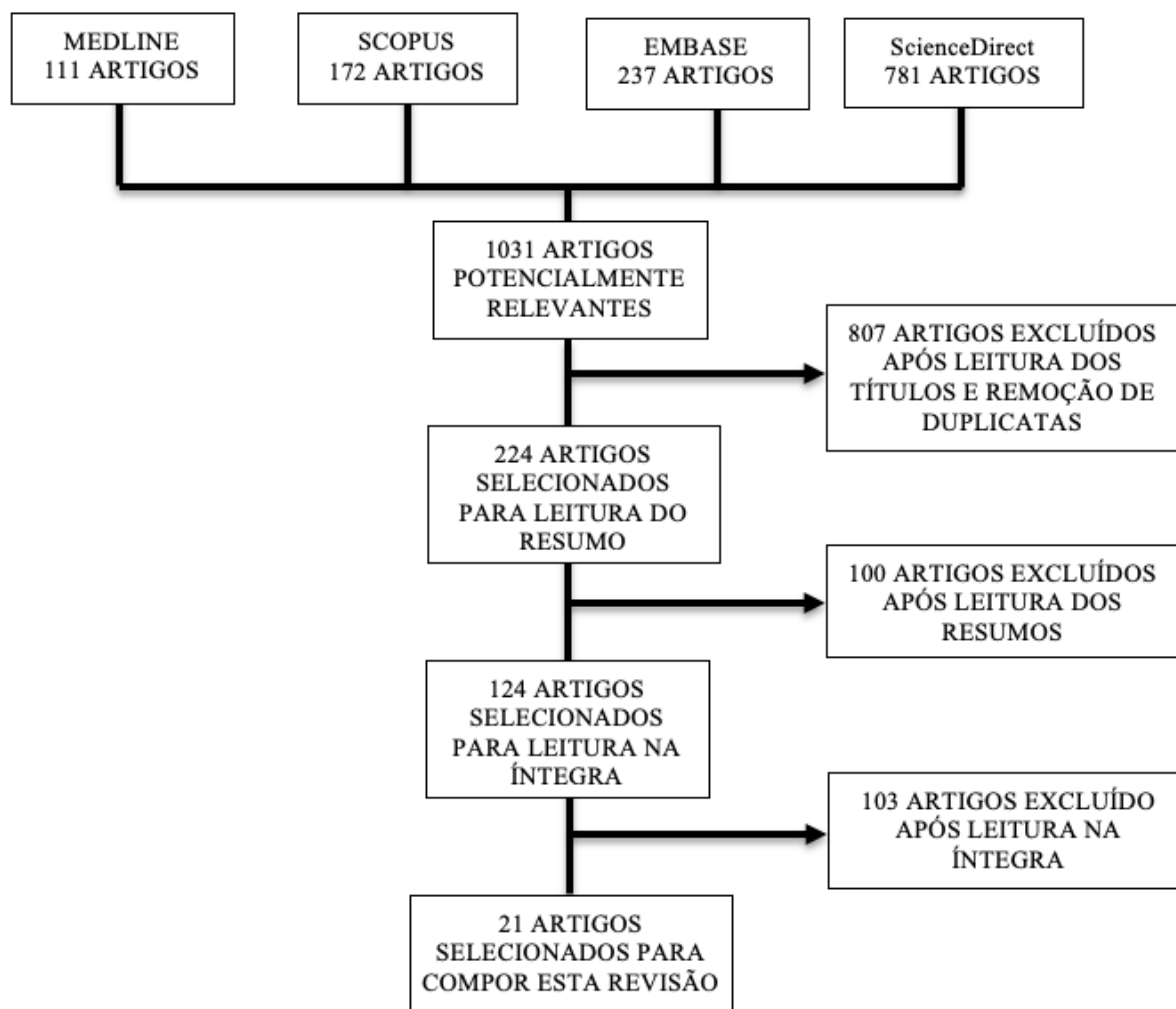 MEDLINE
111 ARTIGOS
SCOPUS
172 ARTIGOS
EMBASE
237 ARTIGOS
ScienceDirect
781 ARTIGOS
1031 ARTIGOS
POTENCIALMENTE
RELEVANTES
807 ARTIGOS EXCLUÍDOS
APÓS LEITURA DOS
TÍTULOS E REMOÇÃO DE
DUPLICATAS
224 ARTIGOS
SELECIONADOS
PARA LEITURA DO
RESUMO
100 ARTIGOS EXCLUÍDOS
APÓS LEITURA DOS
RESUMOS
124 ARTIGOS
SELECIONADOS
PARA LEITURA NA
ÍNTEGRA
103 ARTIGOS EXCLUÍDO
APÓS LEITURA NA
ÍNTEGRA
21 ARTIGOS
SELECIONADOS PARA
COMPOR ESTA REVISÃO